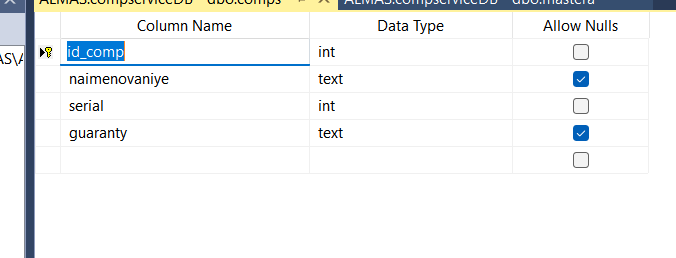 ALMAS.compserviceDB - dbo.comps
ALMAS.compserviceDB - dbo.mastera
Column Name Data Type Allow Nulls
id_comp int
naimenovaniye text
serial int
guaranty text